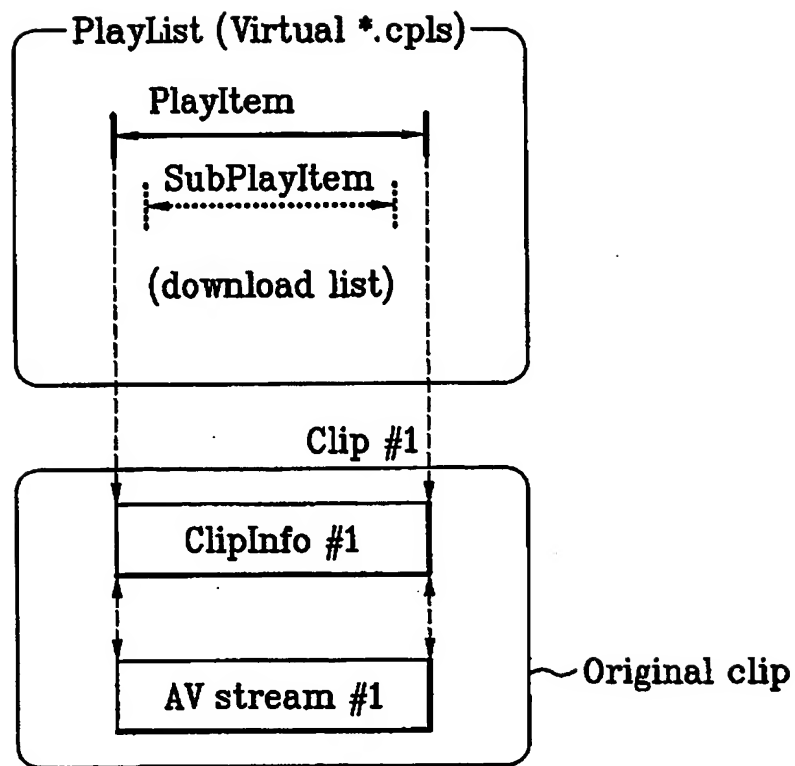 PlayList (Virtual *.cpls)
PlayItem
SubPlayItem
(download list)
Clip #1
ClipInfo #1
AV stream #1
Original clip